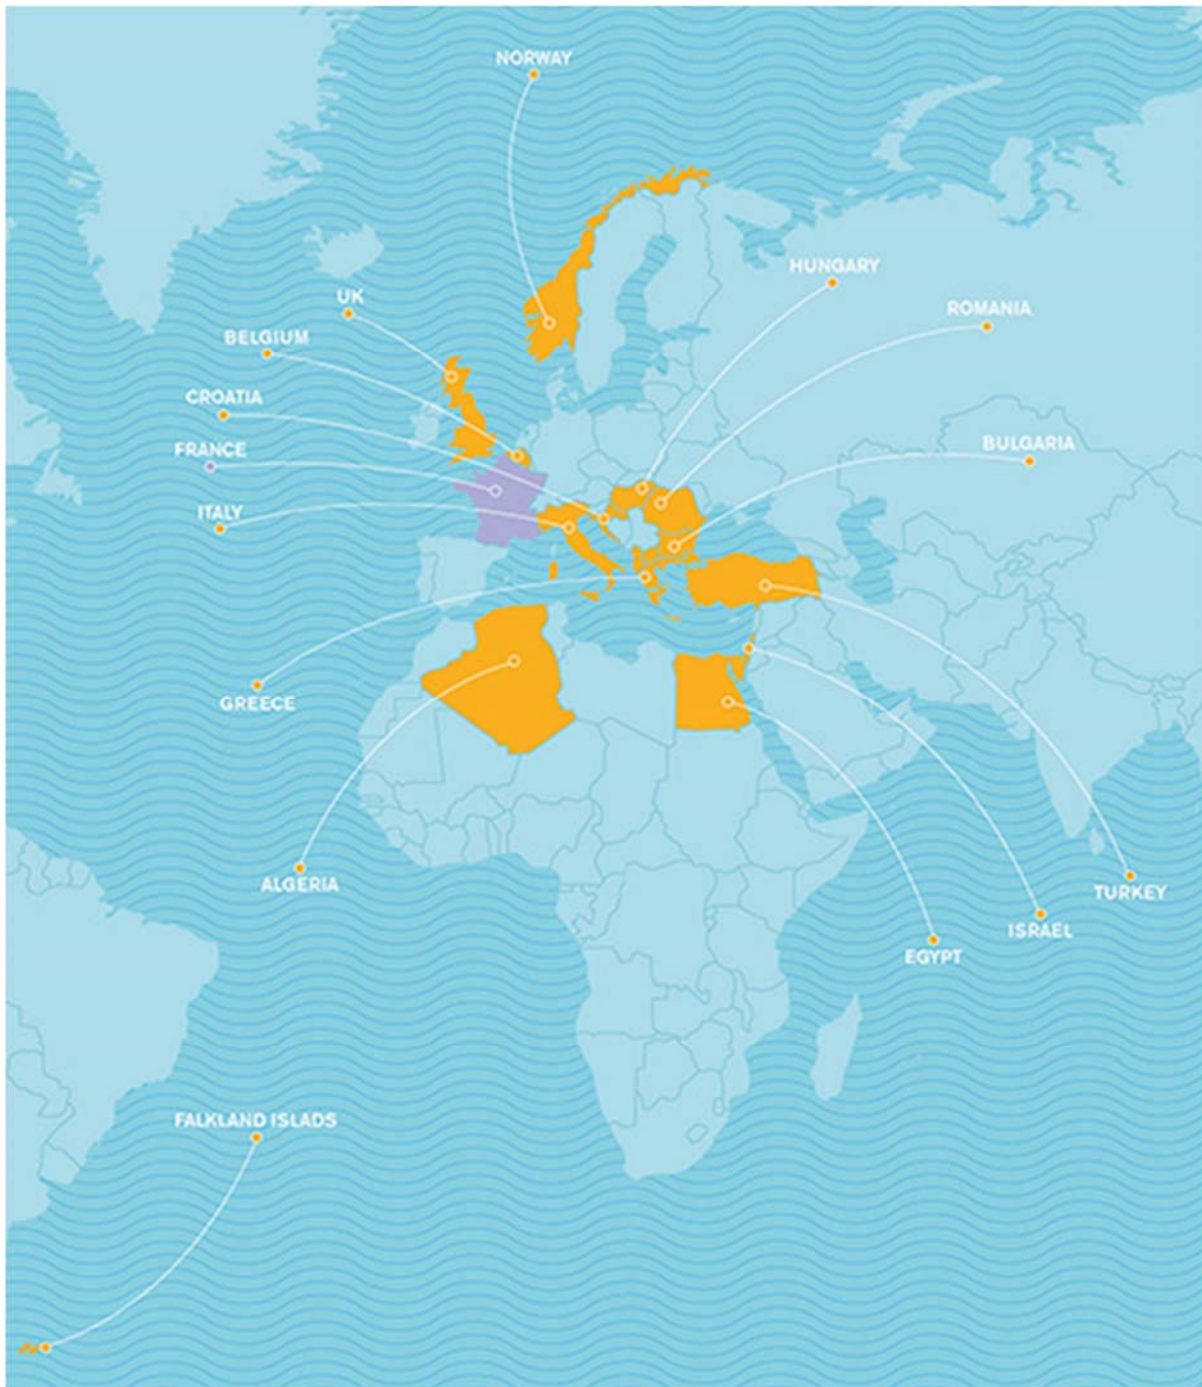 NORWAY
HUNGARY
UK
ROMANIA
BELGIUM
CROATIA
BULGARIA
FRANCE
ITALY
GREECE
ALGERIA
TURKEY
ISRAEL
EGYPT
FALKLAND ISLADS